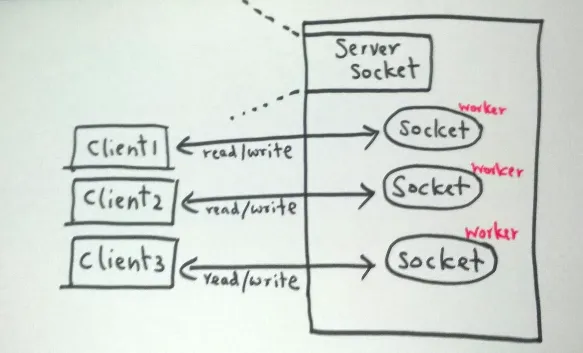 Server
Socket
Client1
read/write
Socket
worker
Client2
read/write
Socket
worker
Client3
read/write
Socket
worker